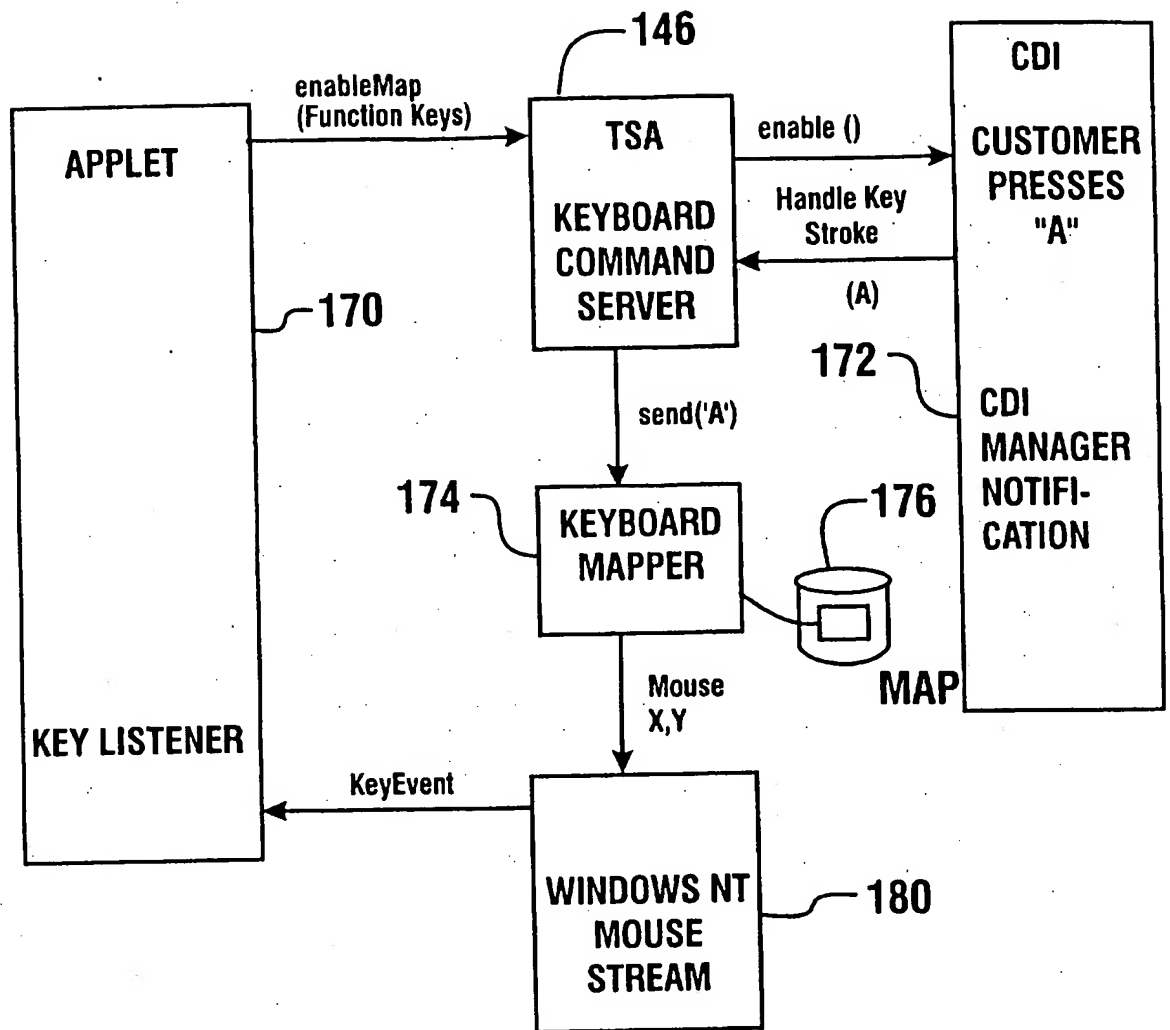 146
enableMap
(Function Keys)
APPLET
KEY LISTENER
170
TSA
KEYBOARD
COMMAND
SERVER
enable ()
Handle Key
Stroke
(A)
CDI
CUSTOMER
PRESSES
"A"
172
CDI
MANAGER
NOTIFI-
CATION
send('A')
174
KEYBOARD
MAPPER
176
MAP
Mouse
X,Y
KeyEvent
WINDOWS NT
MOUSE
STREAM
180